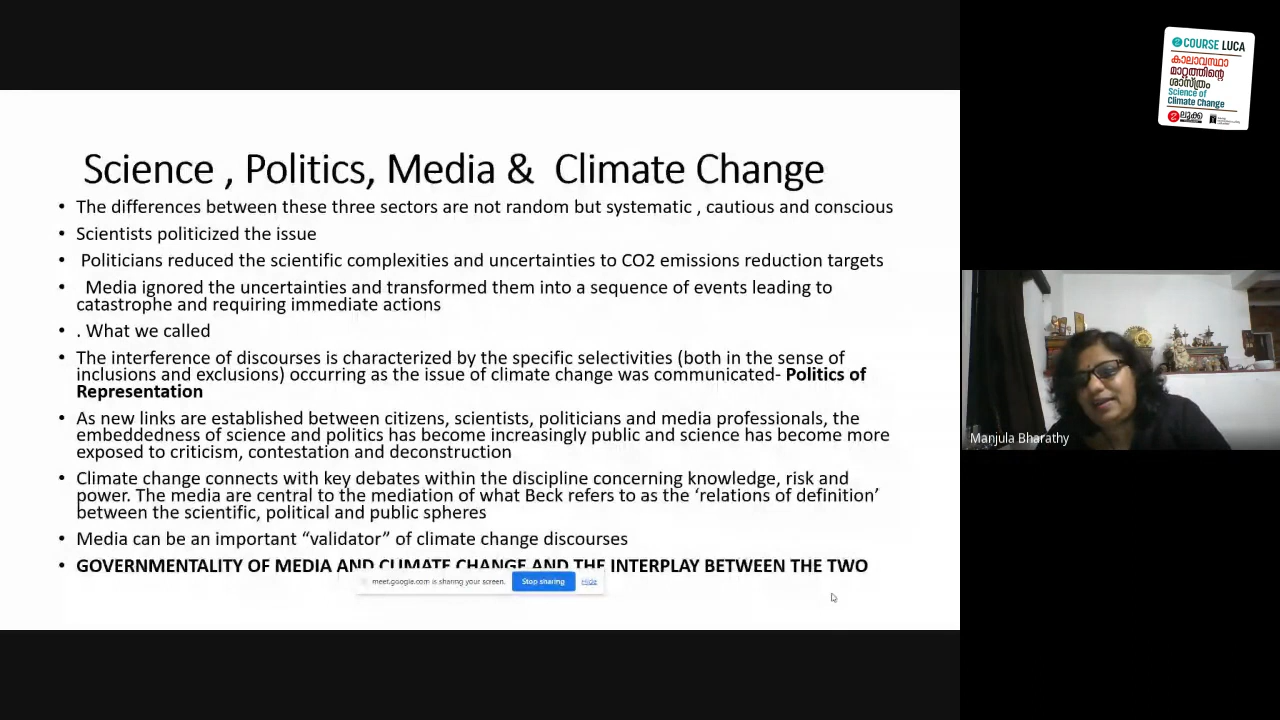 COURSE LUCA
കാലാവസ്ഥാ
മാറ്റത്തിന്റെ
ശാസ്ത്രം
Science of
Climate Change
ലൂക്ക
Science , Politics, Media & Climate Change
• The differences between these three sectors are not random but systematic , cautious and conscious
• Scientists politicized the issue
• Politicians reduced the scientific complexities and uncertainties to CO2 emissions reduction targets
• Media ignored the uncertainties and transformed them into a sequence of events leading to
catastrophe and requiring immediate actions
• . What we called
• The interference of discourses is characterized by the specific selectivities (both in the sense of
inclusions and exclusions) occurring as the issue of climate change was communicated- Politics of
Representation
• As new links are established between citizens, scientists, politicians and media professionals, the
embeddedness of science and politics has become increasingly public and science has become more
exposed to criticism, contestation and deconstruction
• Climate change connects with key debates within the discipline concerning knowledge, risk and
power. The media are central to the mediation of what Beck refers to as the ‘relations of definition’
between the scientific, political and public spheres
• Media can be an important “validator” of climate change discourses
• GOVERNMENTALITY OF MEDIA AND CLIMATE CHANGE AND THE INTERPLAY BETWEEN THE TWO
meet.google.com is sharing your screen. Stop sharing Hide
Manjula Bharathy